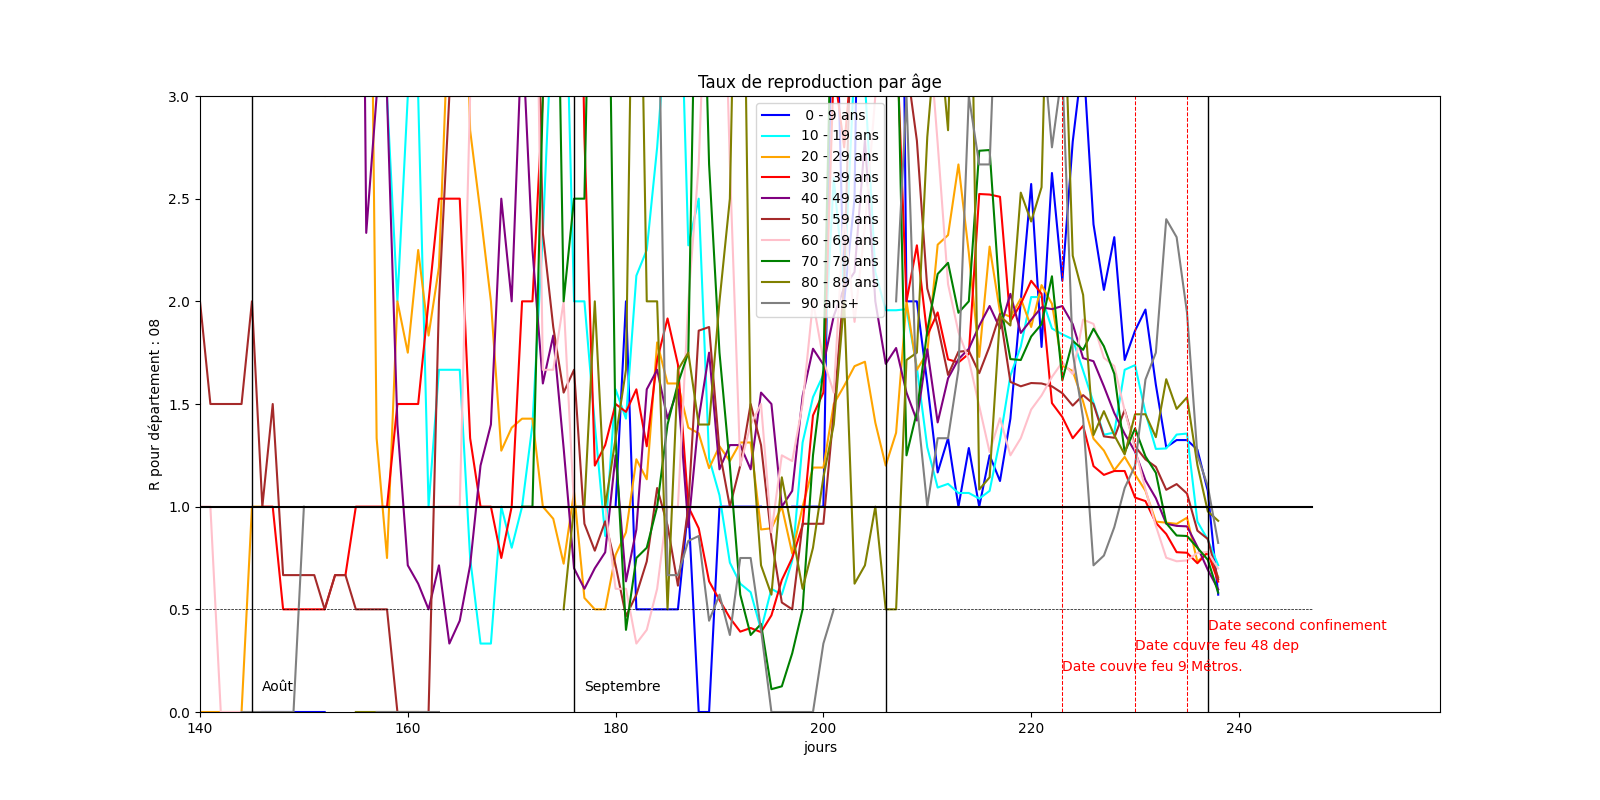 Taux de reproduction par âge
R pour département : 08
3.0
2.5
2.0
1.5
1.0
0.5
0.0
0 - 9 ans
10 - 19 ans
20 - 29 ans
30 - 39 ans
40 - 49 ans
50 - 59 ans
60 - 69 ans
70 - 79 ans
80 - 89 ans
90 ans+
Date second confinement
Date couvre feu 48 dep
Date couvre feu 9 Métros.
Août
Septembre
140 160 180 200 220 240
jours